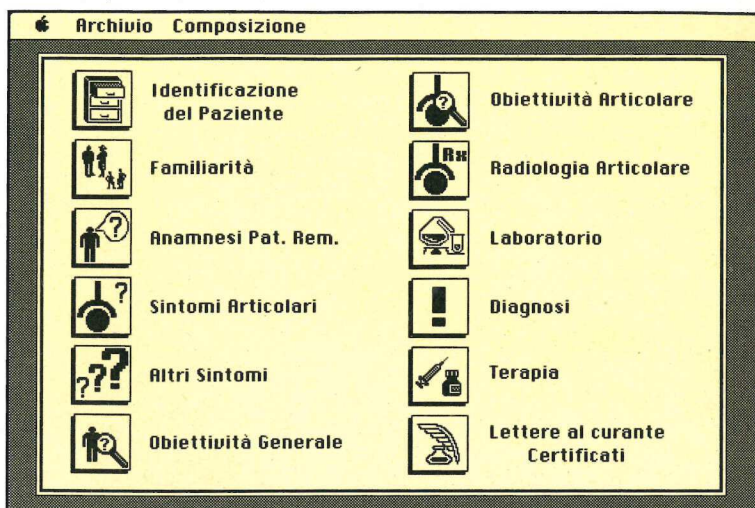 Archivio Composizione
Identificazione
del Paziente
Familiarità
Anamnesi Pat. Rem.
Sintomi Articolari
Altri Sintomi
Obiettività Generale
Obiettività Articolare
Rx
Radiologia Articolare
Laboratorio
Diagnosi
Terapia
Lettere al curante
Certificati